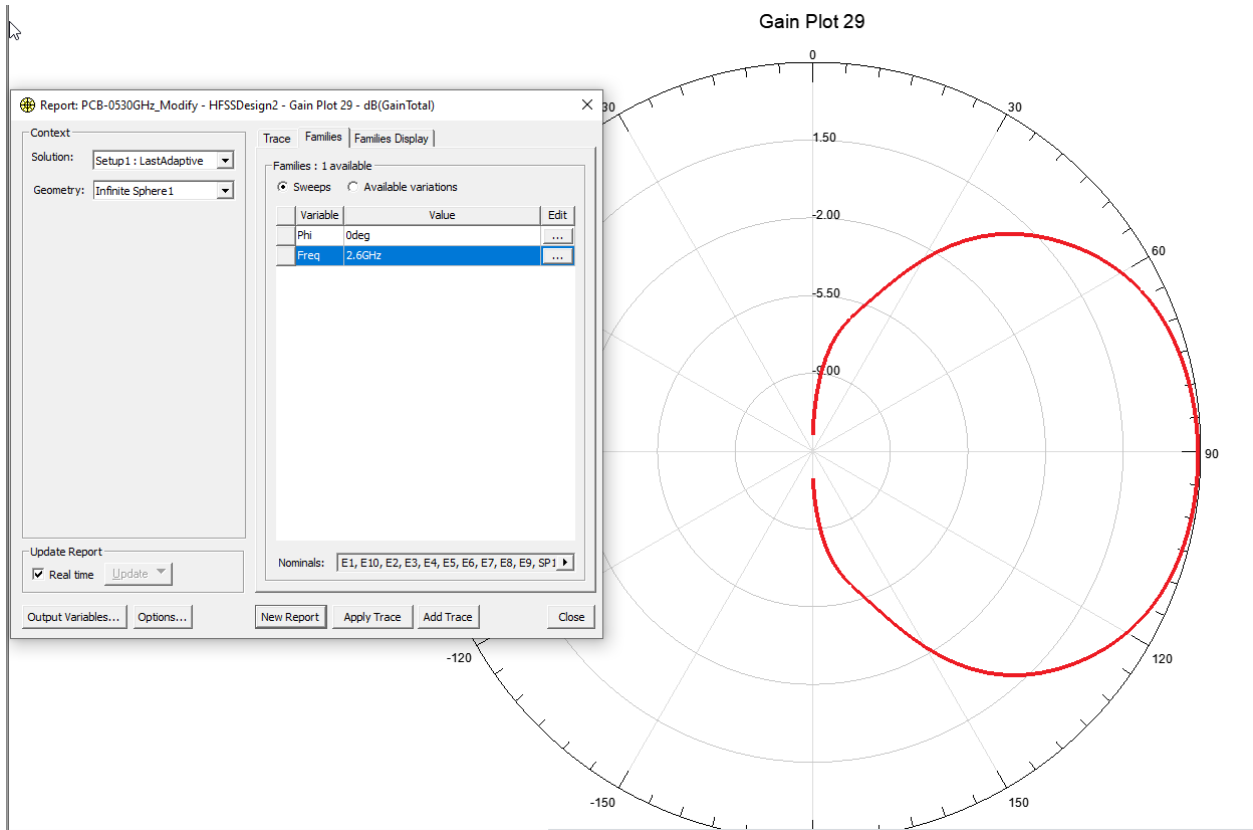 Gain Plot 29
Report: PCB-0530GHz_Modify - HFSSDesign2 - Gain Plot 29 - dB(GainTotal)
Context
Solution: Setup1 : LastAdaptive
Geometry: Infinite Sphere1
Trace Families Families Display
Families : 1 available
Sweeps Available variations
Variable Value Edit
Phi 0deg ...
Freq 2.6GHz ...
Nominals: E1, E10, E2, E3, E4, E5, E6, E7, E8, E9, SP1
Update Report
Real time Update
Output Variables... Options... New Report Apply Trace Add Trace Close
0
30
30
1.50
-2.00
60
-5.50
-9.00
90
-120
120
-150
150